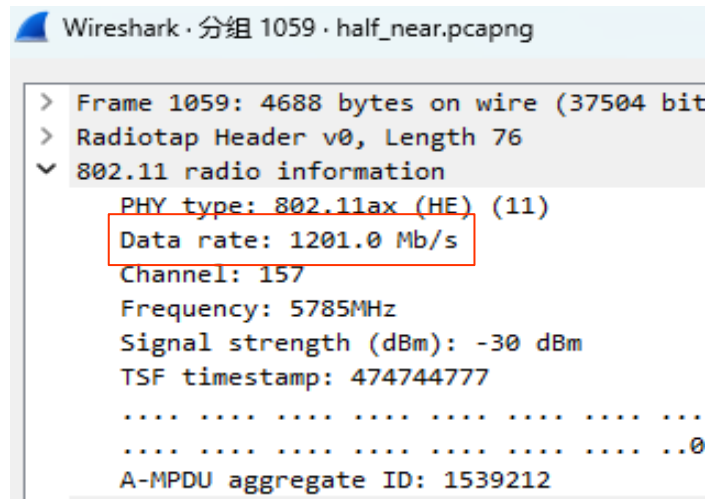 Wireshark · 分组 1059 · half_near.pcapng
Frame 1059: 4688 bytes on wire (37504 bit
Radiotap Header v0, Length 76
802.11 radio information
PHY type: 802.11ax (HE) (11)
Data rate: 1201.0 Mb/s
Channel: 157
Frequency: 5785MHz
Signal strength (dBm): -30 dBm
TSF timestamp: 474744777
.... .... .... .... .... .... .... ...
.... .... .... .... .... .... .... ..0
A-MPDU aggregate ID: 1539212